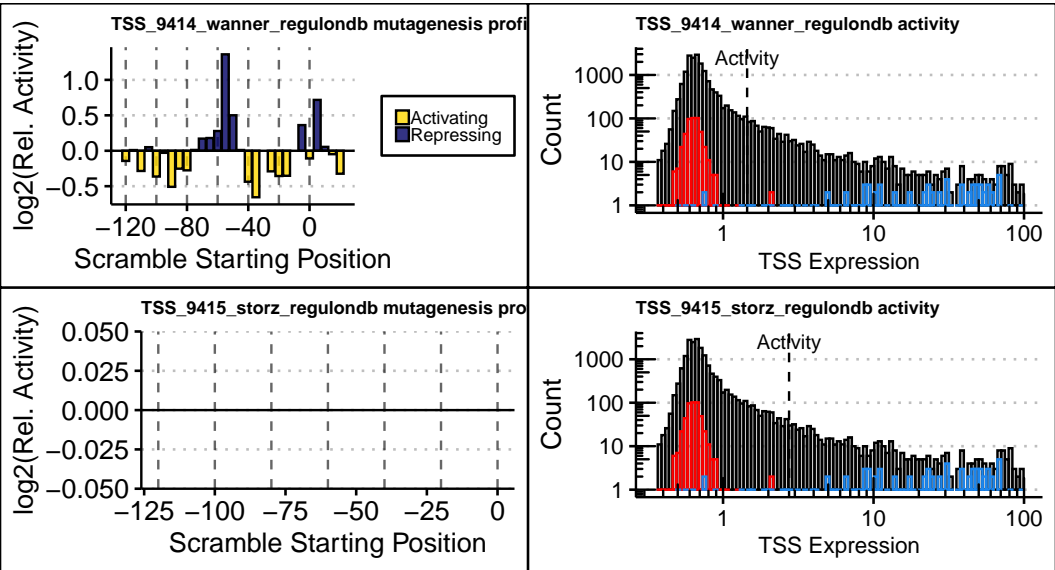 TSS_9414_wanner_regulondb mutagenesis profi
log2(Rel. Activity)
1.0
0.5
0.0
−0.5
−120 −80 −40 0
Scramble Starting Position
Activating
Repressing
TSS_9414_wanner_regulondb activity
Activity
Count
1000
100
10
1
1 10 100
TSS Expression
TSS_9415_storz_regulondb mutagenesis pro
log2(Rel. Activity)
0.050
0.025
0.000
−0.025
−0.050
−125 −100 −75 −50 −25 0
Scramble Starting Position
TSS_9415_storz_regulondb activity
Activity
Count
1000
100
10
1
1 10 100
TSS Expression